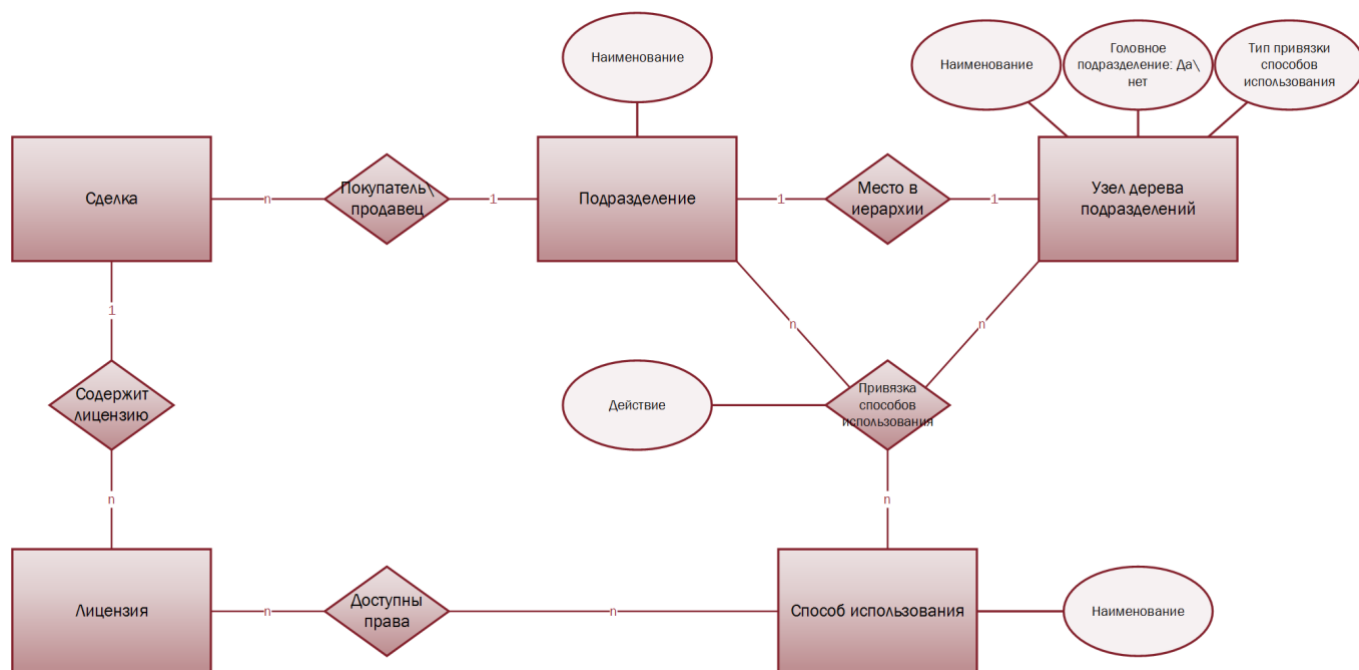 Наименование
Наименование
Головное
подразделение: Да\
нет
Тип привязки
способов
использования
Сделка
n
Покупатель\
продавец
1
Подразделение
1
Место в
иерархии
1
Узел дерева
подразделений
1
n
n
Содержит
лицензию
Действие
Привязка
способов
использования
n
n
Лицензия
n
Доступны
права
n
Способ использования
Наименование